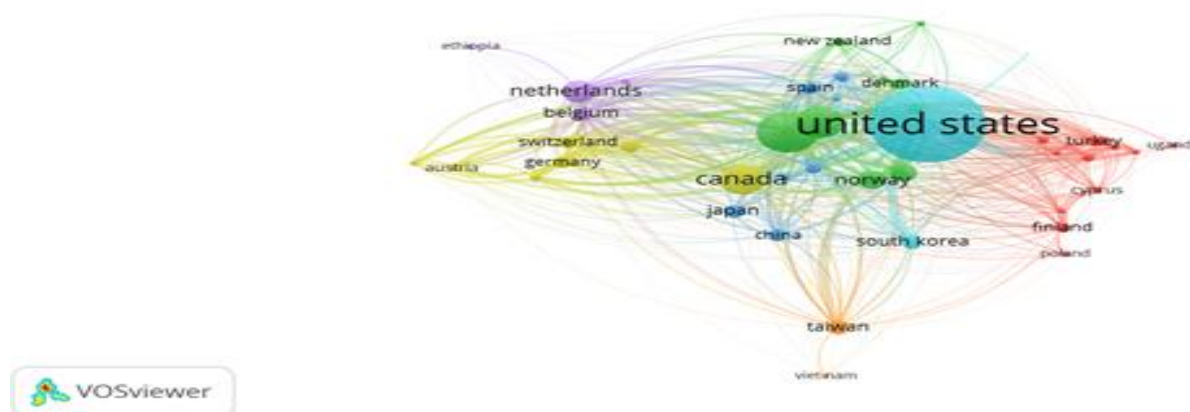 new zealand
ethiopia
spain
denmark
netherlands
belgium
united states
switzerland
turkey
uganda
germany
austria
canada
norway
cyprus
japan
china
south korea
finland
poland
taiwan
vietnam
VOSviewer